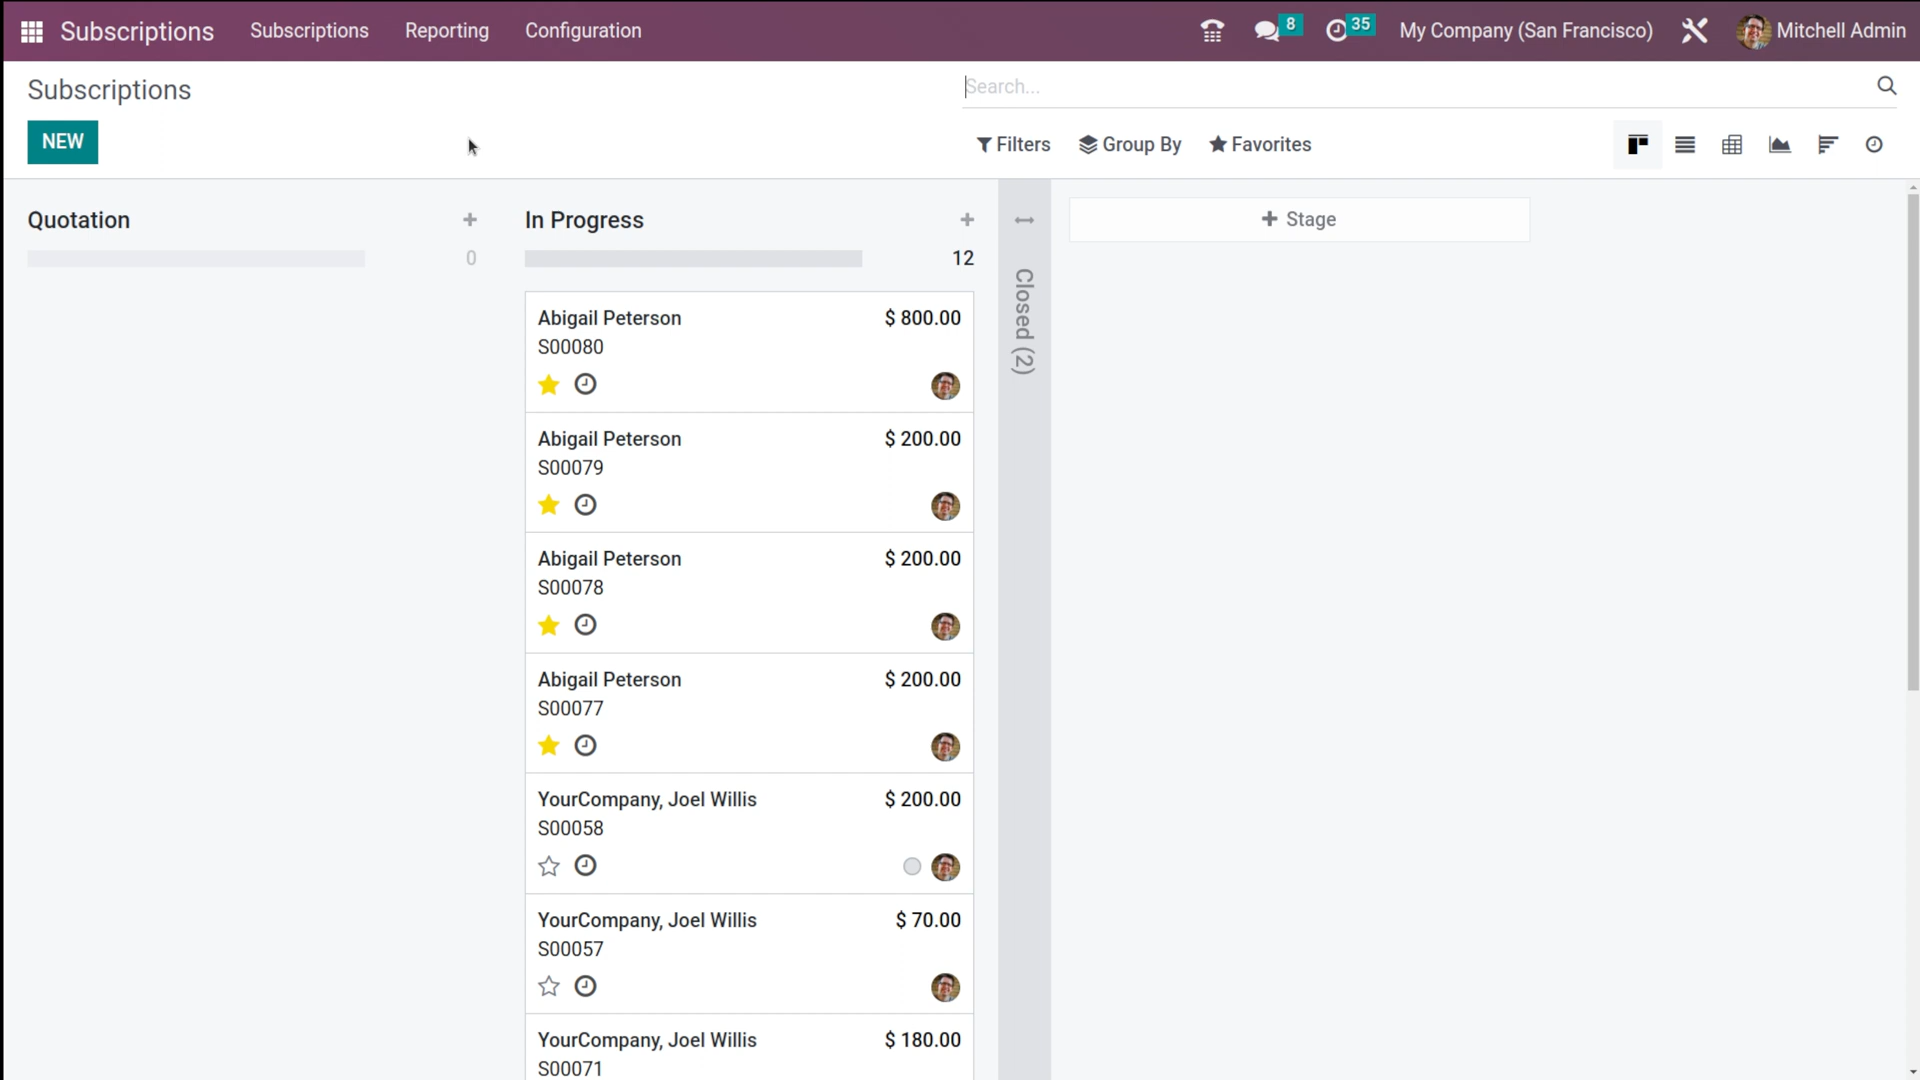 Subscriptions Subscriptions Reporting Configuration 8 35 My Company (San Francisco) Mitchell Admin
Subscriptions
Search...
NEW
Filters Group By Favorites
Quotation
0
In Progress
12
Abigail Peterson $ 800.00
S00080
Abigail Peterson $ 200.00
S00079
Abigail Peterson $ 200.00
S00078
Abigail Peterson $ 200.00
S00077
YourCompany, Joel Willis $ 200.00
S00058
YourCompany, Joel Willis $ 70.00
S00057
YourCompany, Joel Willis $ 180.00
S00071
Closed (2)
+ Stage